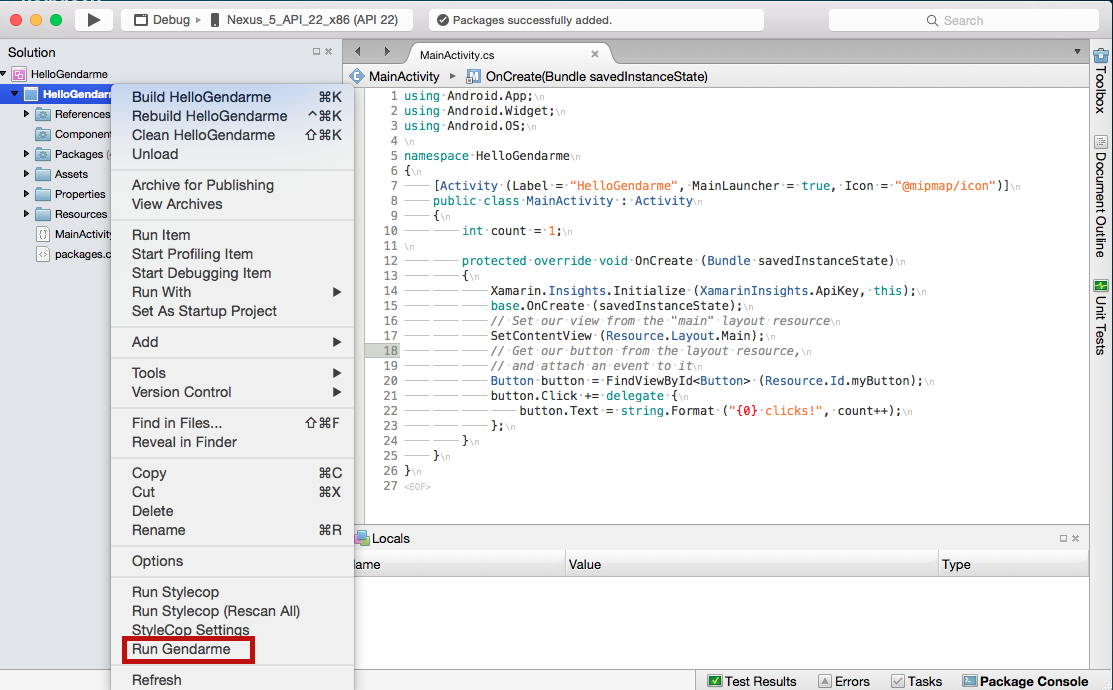 Debug
Nexus_5_API_22_x86 (API 22)
Packages successfully added.
Search
Solution
HelloGendarme
HelloGendarm
References
Component
Packages
Assets
Properties
Resources
MainActivity
packages.c
Build HelloGendarme ⌘K
Rebuild HelloGendarme ^⌘K
Clean HelloGendarme ⇧⌘K
Unload
Archive for Publishing
View Archives
Run Item
Start Profiling Item
Start Debugging Item
Run With
Set As Startup Project
Add
Tools
Version Control
Find in Files... ⇧⌘F
Reveal in Finder
Copy ⌘C
Cut ⌘X
Delete
Rename ⌘R
Options
Run Stylecop
Run Stylecop (Rescan All)
StyleCop Settings
Run Gendarme
Refresh
MainActivity.cs
MainActivity OnCreate(Bundle savedInstanceState)
1 using Android.App;\n
2 using Android.Widget;\n
3 using Android.OS;\n
4 \n
5 namespace HelloGendarme\n
6 {\n
7 [Activity (Label = "HelloGendarme", MainLauncher = true, Icon = "@mipmap/icon")]\n
8 public class MainActivity : Activity\n
9 {\n
10 int count = 1;\n
11 \n
12 protected override void OnCreate (Bundle savedInstanceState)\n
13 {\n
14 Xamarin.Insights.Initialize (XamarinInsights.ApiKey, this);\n
15 base.OnCreate (savedInstanceState);\n
16 // Set our view from the "main" layout resource\n
17 SetContentView (Resource.Layout.Main);\n
18 // Get our button from the layout resource,\n
19 // and attach an event to it\n
20 Button button = FindViewById<Button> (Resource.Id.myButton);\n
21 button.Click += delegate {\n
22 button.Text = string.Format ("{0} clicks!", count++);\n
23 };\n
24 }\n
25 }\n
26 }\n
27 <EOF>
Locals
ame Value Type
Toolbox
Document Outline
Unit Tests
Test Results Errors Tasks Package Console